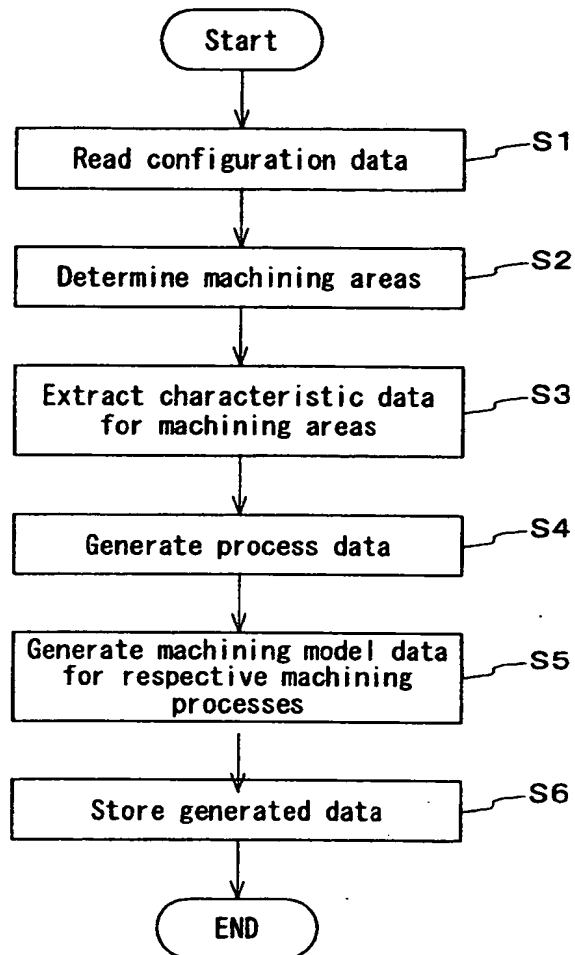 Start
Read configuration data
S1
Determine machining areas
S2
Extract characteristic data
for machining areas
S3
Generate process data
S4
Generate machining model data
for respective machining
processes
S5
Store generated data
S6
END